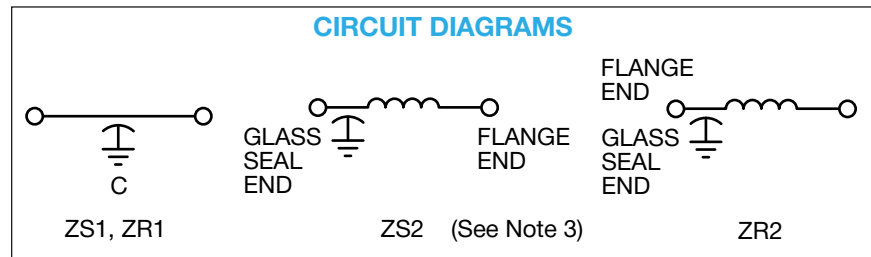 CIRCUIT DIAGRAMS
C
ZS1, ZR1
GLASS
SEAL
END
FLANGE
END
ZS2 (See Note 3)
FLANGE
END
GLASS
SEAL
END
ZR2